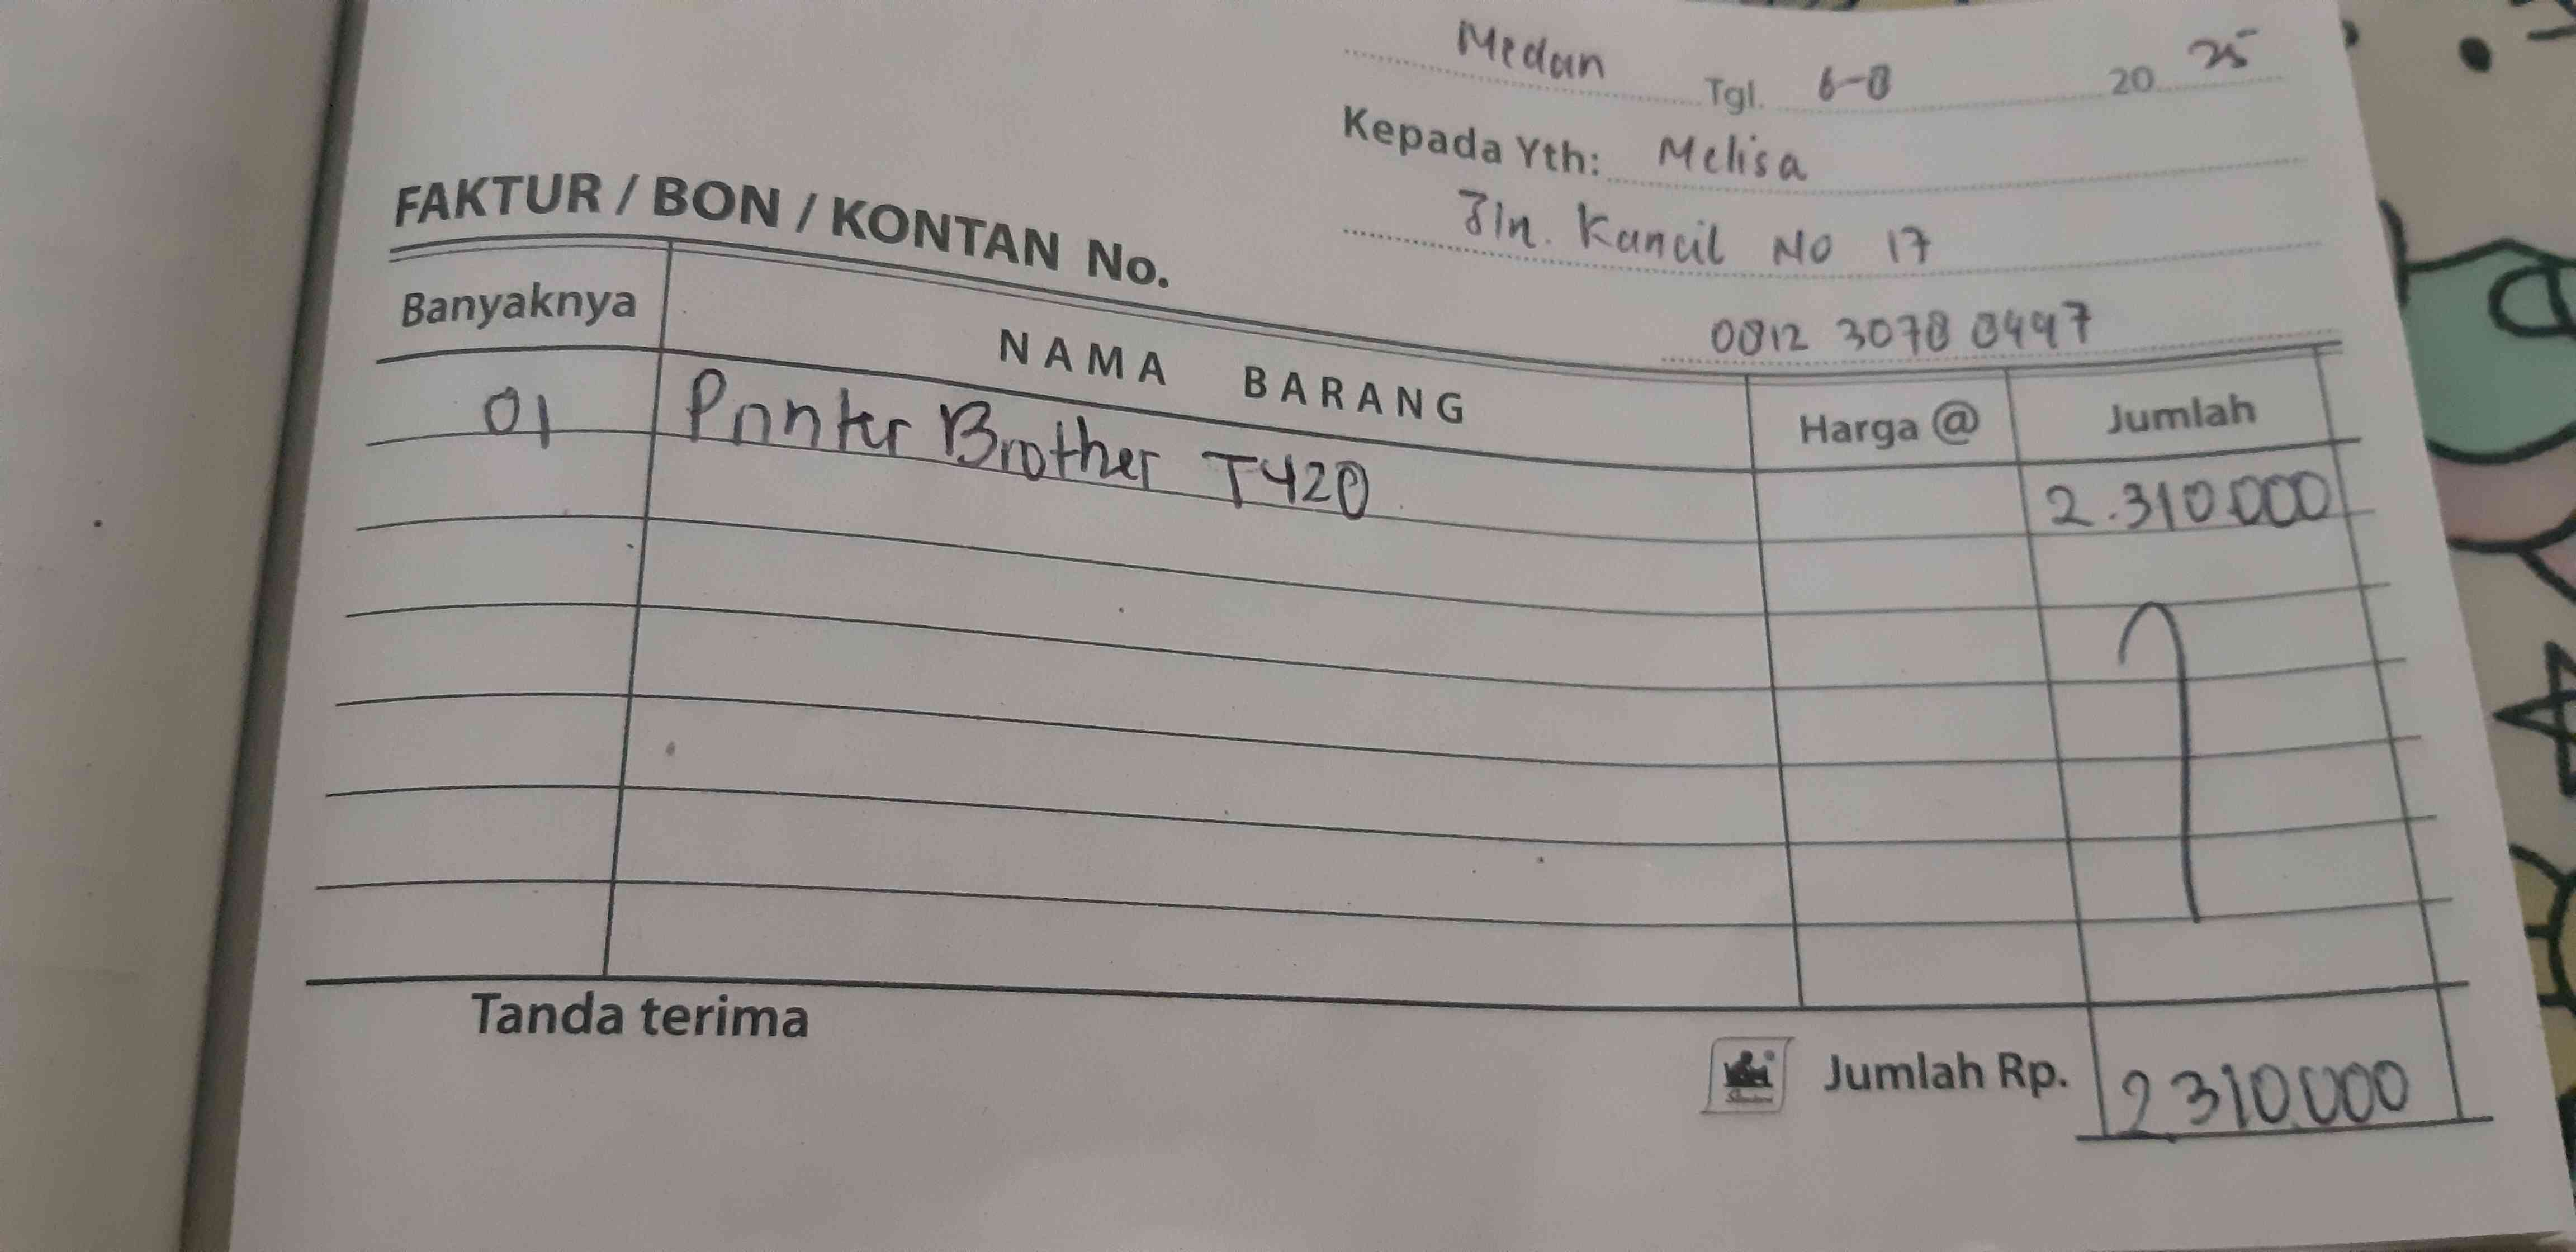 Medan Tgl. 6-8 20 25
Kepada Yth: Melisa
Jln. Kancil No 17
0812 3078 8497
FAKTUR / BON / KONTAN No.
Banyaknya NAMA BARANG Harga @ Jumlah
01 Printer Brother T420 2.310.000
Tanda terima
Jumlah Rp. 2.310.000